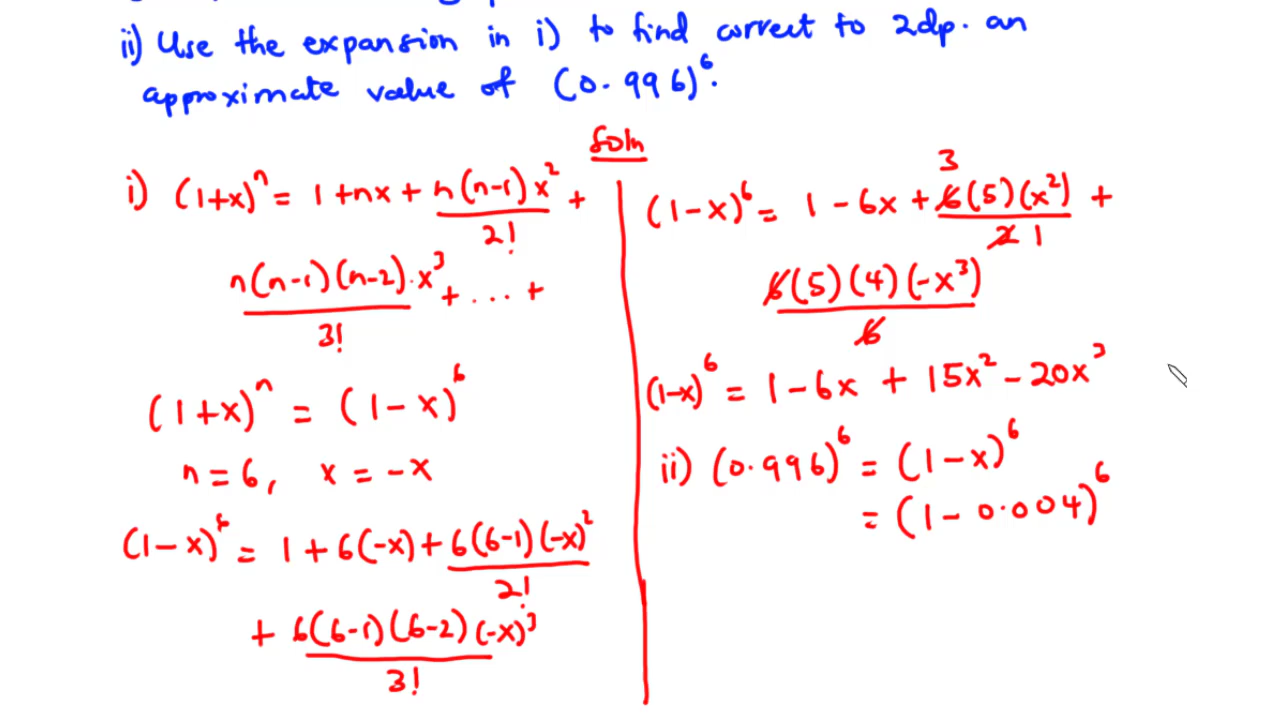 ii) Use the expansion in i) to find correct to 2dp. an
approximate value of (0.996)⁶.
Soln
i) (1+x)ⁿ = 1 + nx + n(n-1)x² +
2!
n(n-1)(n-2).x³ + ... +
3!
(1+x)ⁿ = (1-x)⁶
n = 6, x = -x
(1-x)⁶ = 1 + 6(-x) + 6(6-1)(-x)²
2!
+ 6(6-1)(6-2)(-x)³
3!
3
(1-x)⁶ = 1 - 6x + 6(5)(x²) +
2 1
6(5)(4)(-x³)
6
(1-x)⁶ = 1 - 6x + 15x² - 20x³
ii) (0.996)⁶ = (1-x)⁶
= (1 - 0.004)⁶